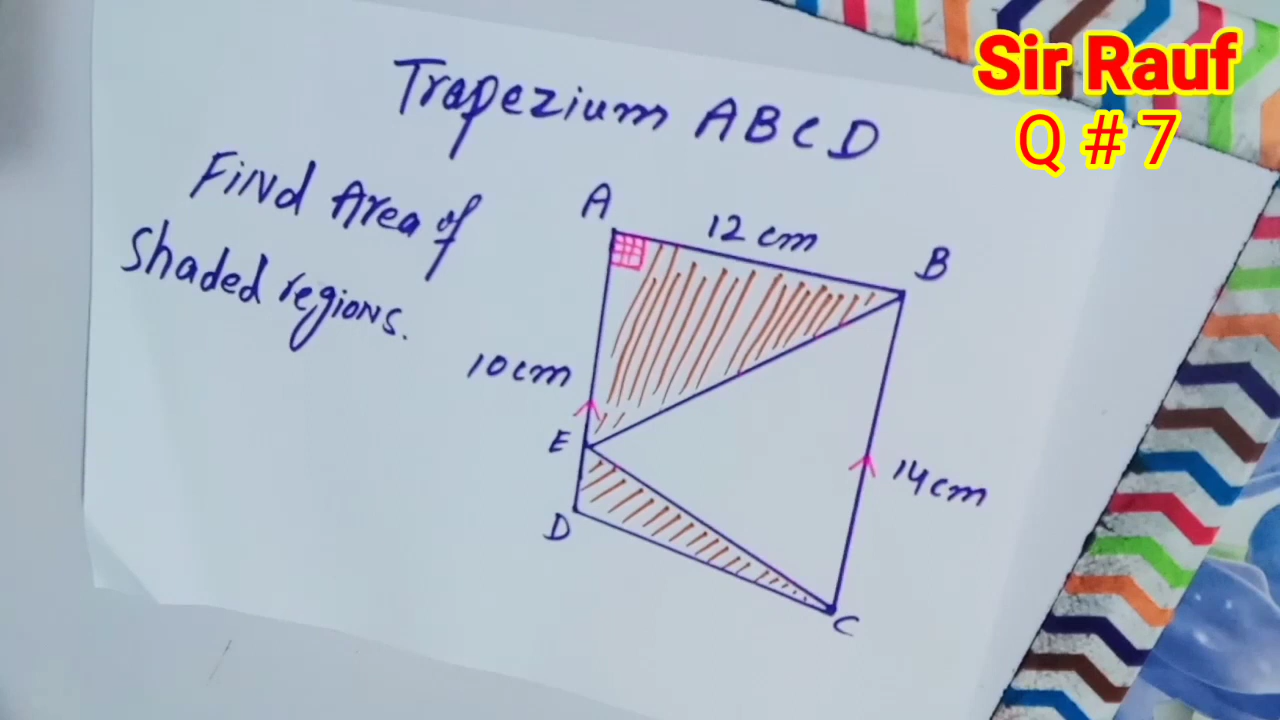 Sir Rauf
Q # 7
Trapezium ABCD
Find Area of
Shaded regions.
A
12 cm
B
10cm
E
14cm
D
C